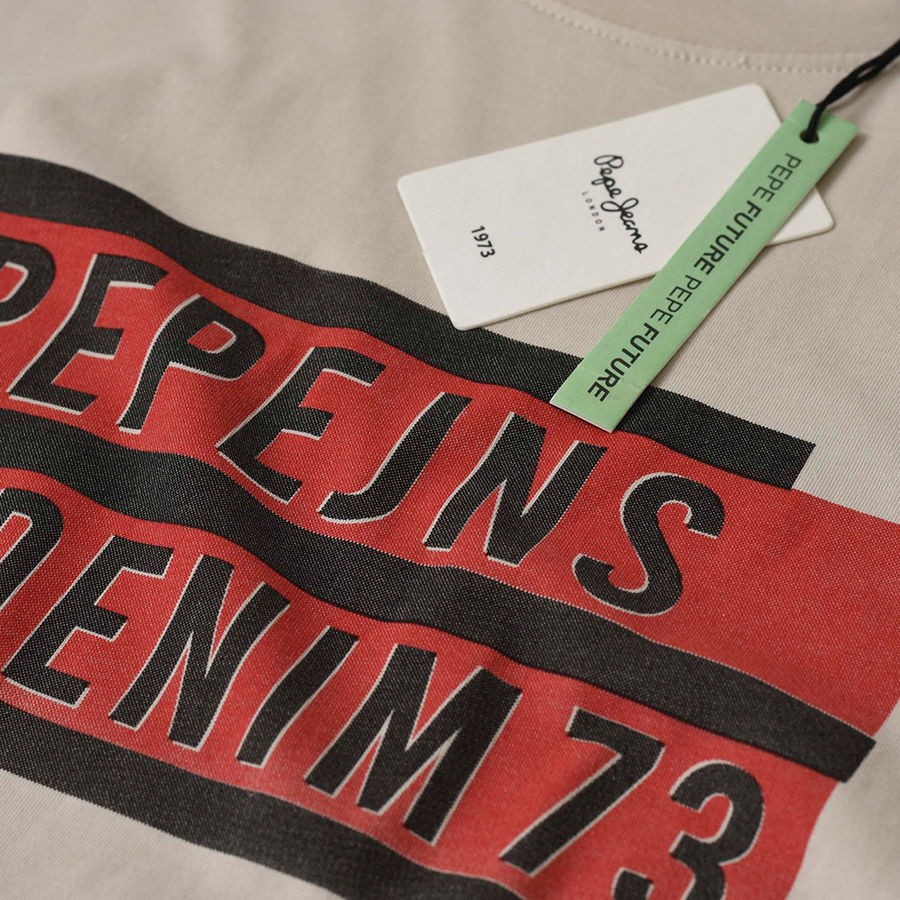 Pepe Jeans
LONDON
1973
PEPE FUTURE PEPE FUTURE
PEPEJNS
DENIM 73